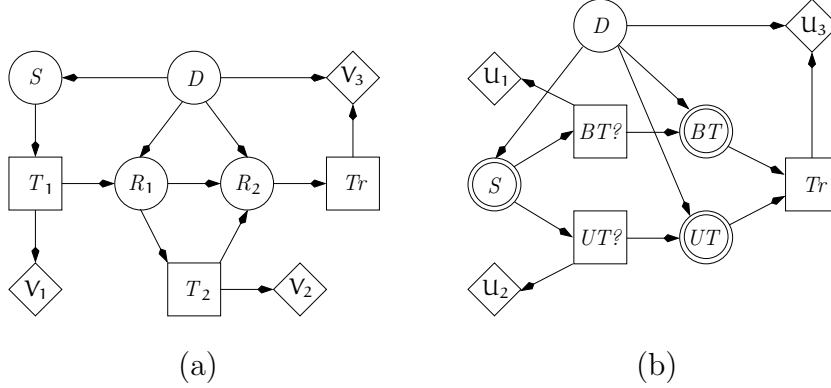 D
U₃
S
D
V₃
U₁
BT?
BT
T₁
R₁
R₂
Tr
S
Tr
UT?
UT
V₁
T₂
V₂
U₂
(a)
(b)